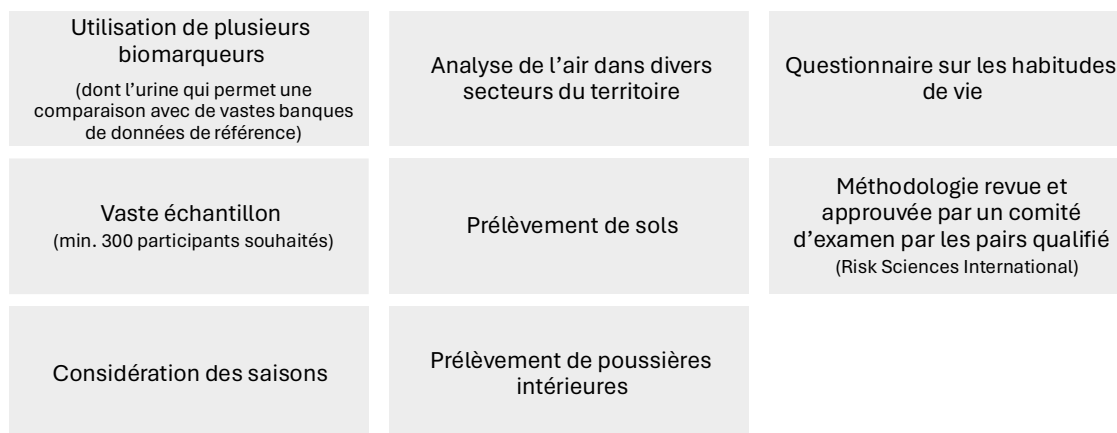 Utilisation de plusieurs
biomarqueurs
(dont l’urine qui permet une
comparaison avec de vastes banques
de données de référence)
Analyse de l’air dans divers
secteurs du territoire
Questionnaire sur les habitudes
de vie
Vaste échantillon
(min. 300 participants souhaités)
Prélèvement de sols
Méthodologie revue et
approuvée par un comité
d’examen par les pairs qualifié
(Risk Sciences International)
Considération des saisons
Prélèvement de poussières
intérieures